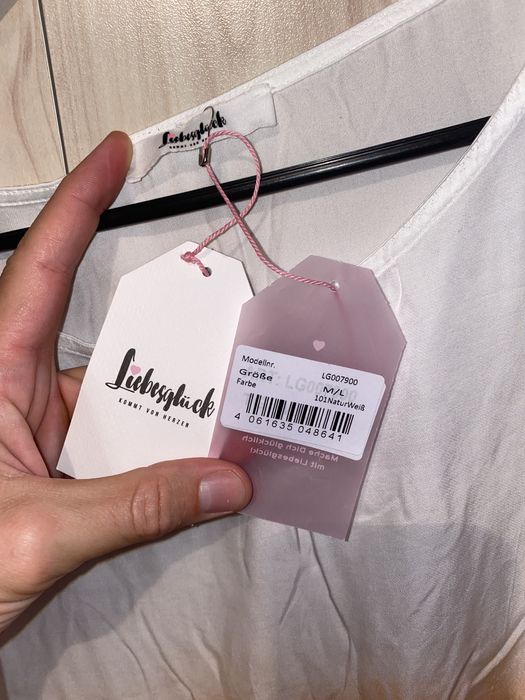 Liebesglück
KOMMT VON HERZEN
Liebesglück
KOMMT VON HERZEN
Modellnr. LG007900
Größe M/L
Farbe 101NaturWeiß
4 061635 048641
Mache Dich glücklich
mit Liebesglück!